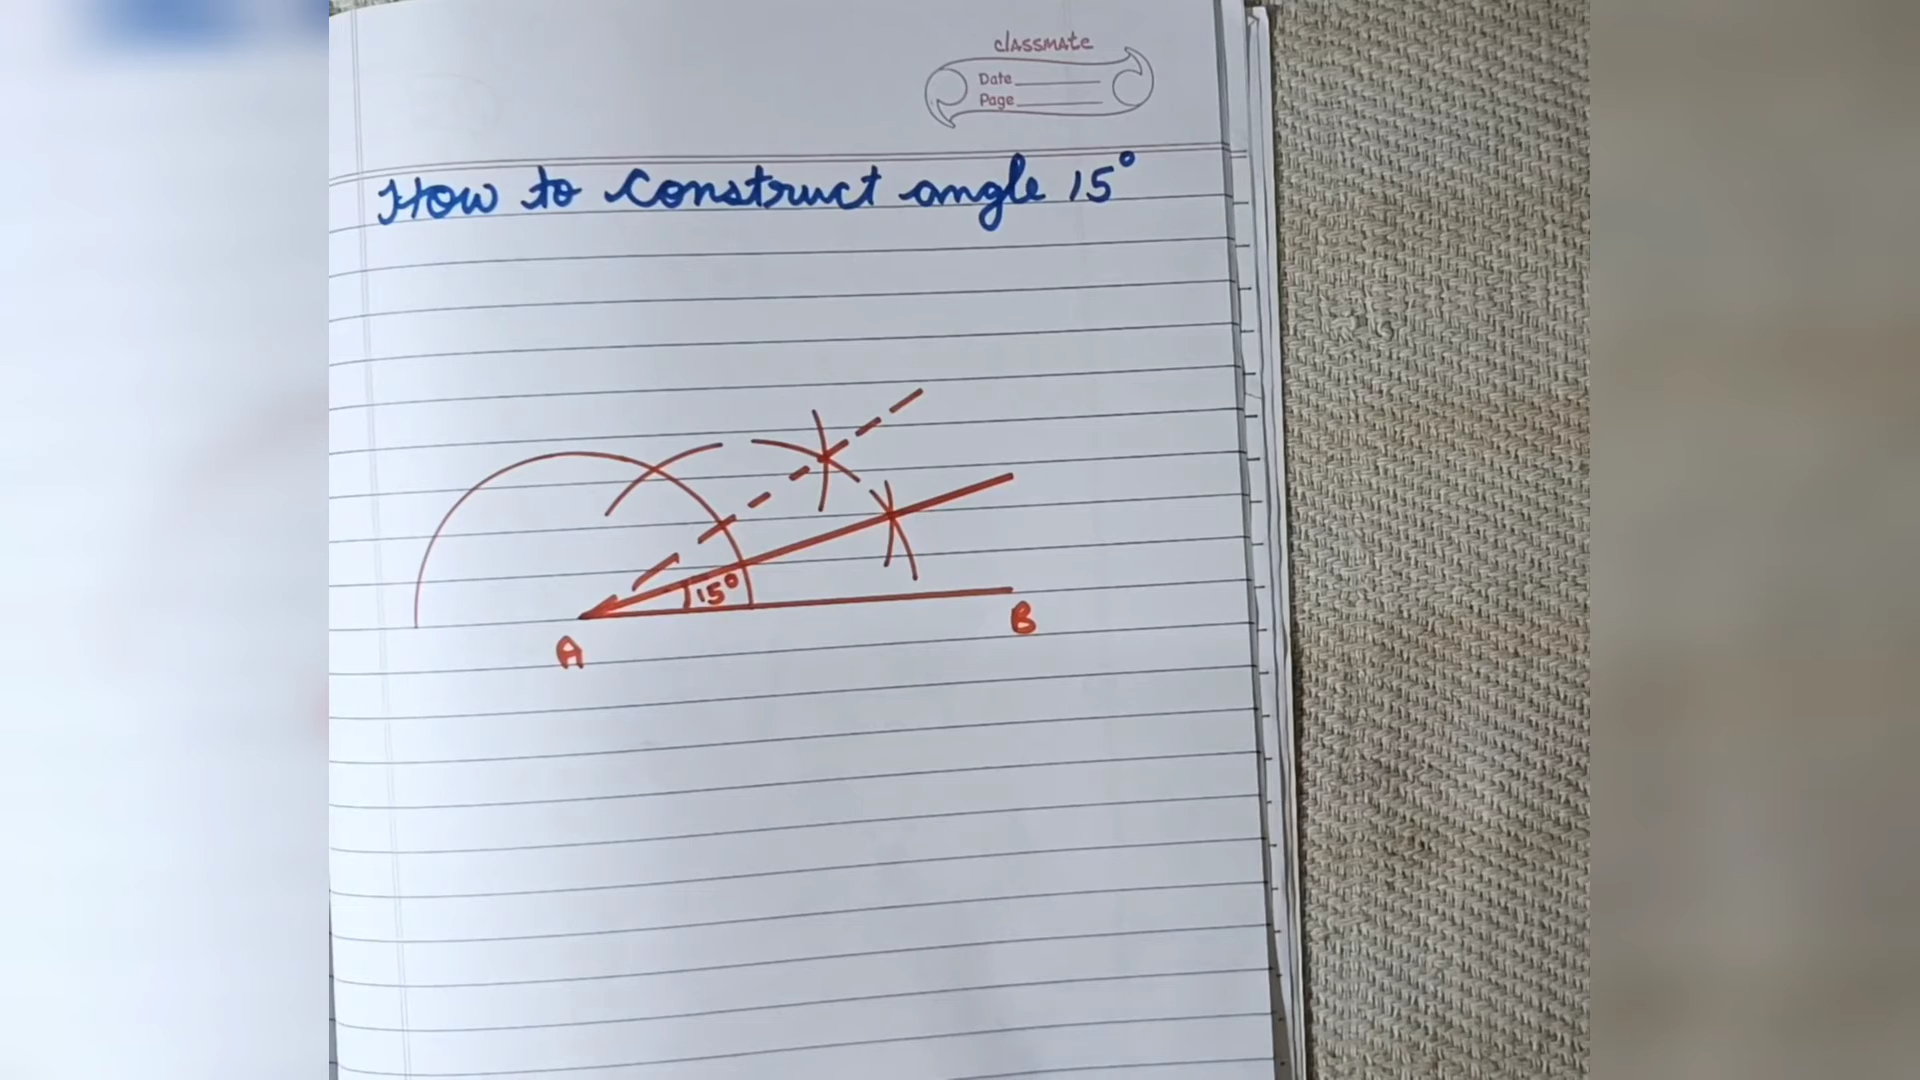 classmate
Date
Page
How to construct angle 15°
15°
A
B